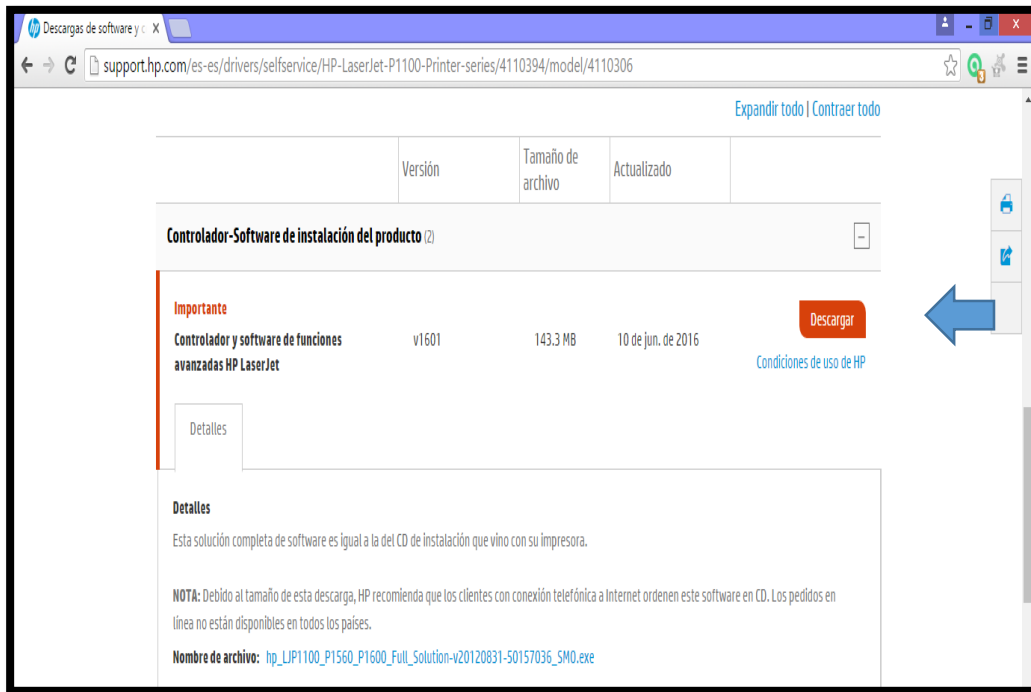 hp Descargas de software y c
support.hp.com/es-es/drivers/selfservice/HP-LaserJet-P1100-Printer-series/4110394/model/4110306
3
Expandir todo | Contraer todo
Versión Tamaño de archivo Actualizado
Controlador-Software de instalación del producto (2)
Importante
Descargar
Controlador y software de funciones v1601 143.3 MB 10 de jun. de 2016
avanzadas HP LaserJet Condiciones de uso de HP
Detalles
Detalles
Esta solución completa de software es igual a la del CD de instalación que vino con su impresora.
NOTA: Debido al tamaño de esta descarga, HP recomienda que los clientes con conexión telefónica a Internet ordenen este software en CD. Los pedidos en
línea no están disponibles en todos los países.
Nombre de archivo: hp_LJP1100_P1560_P1600_Full_Solution-v20120831-50157036_SMO.exe